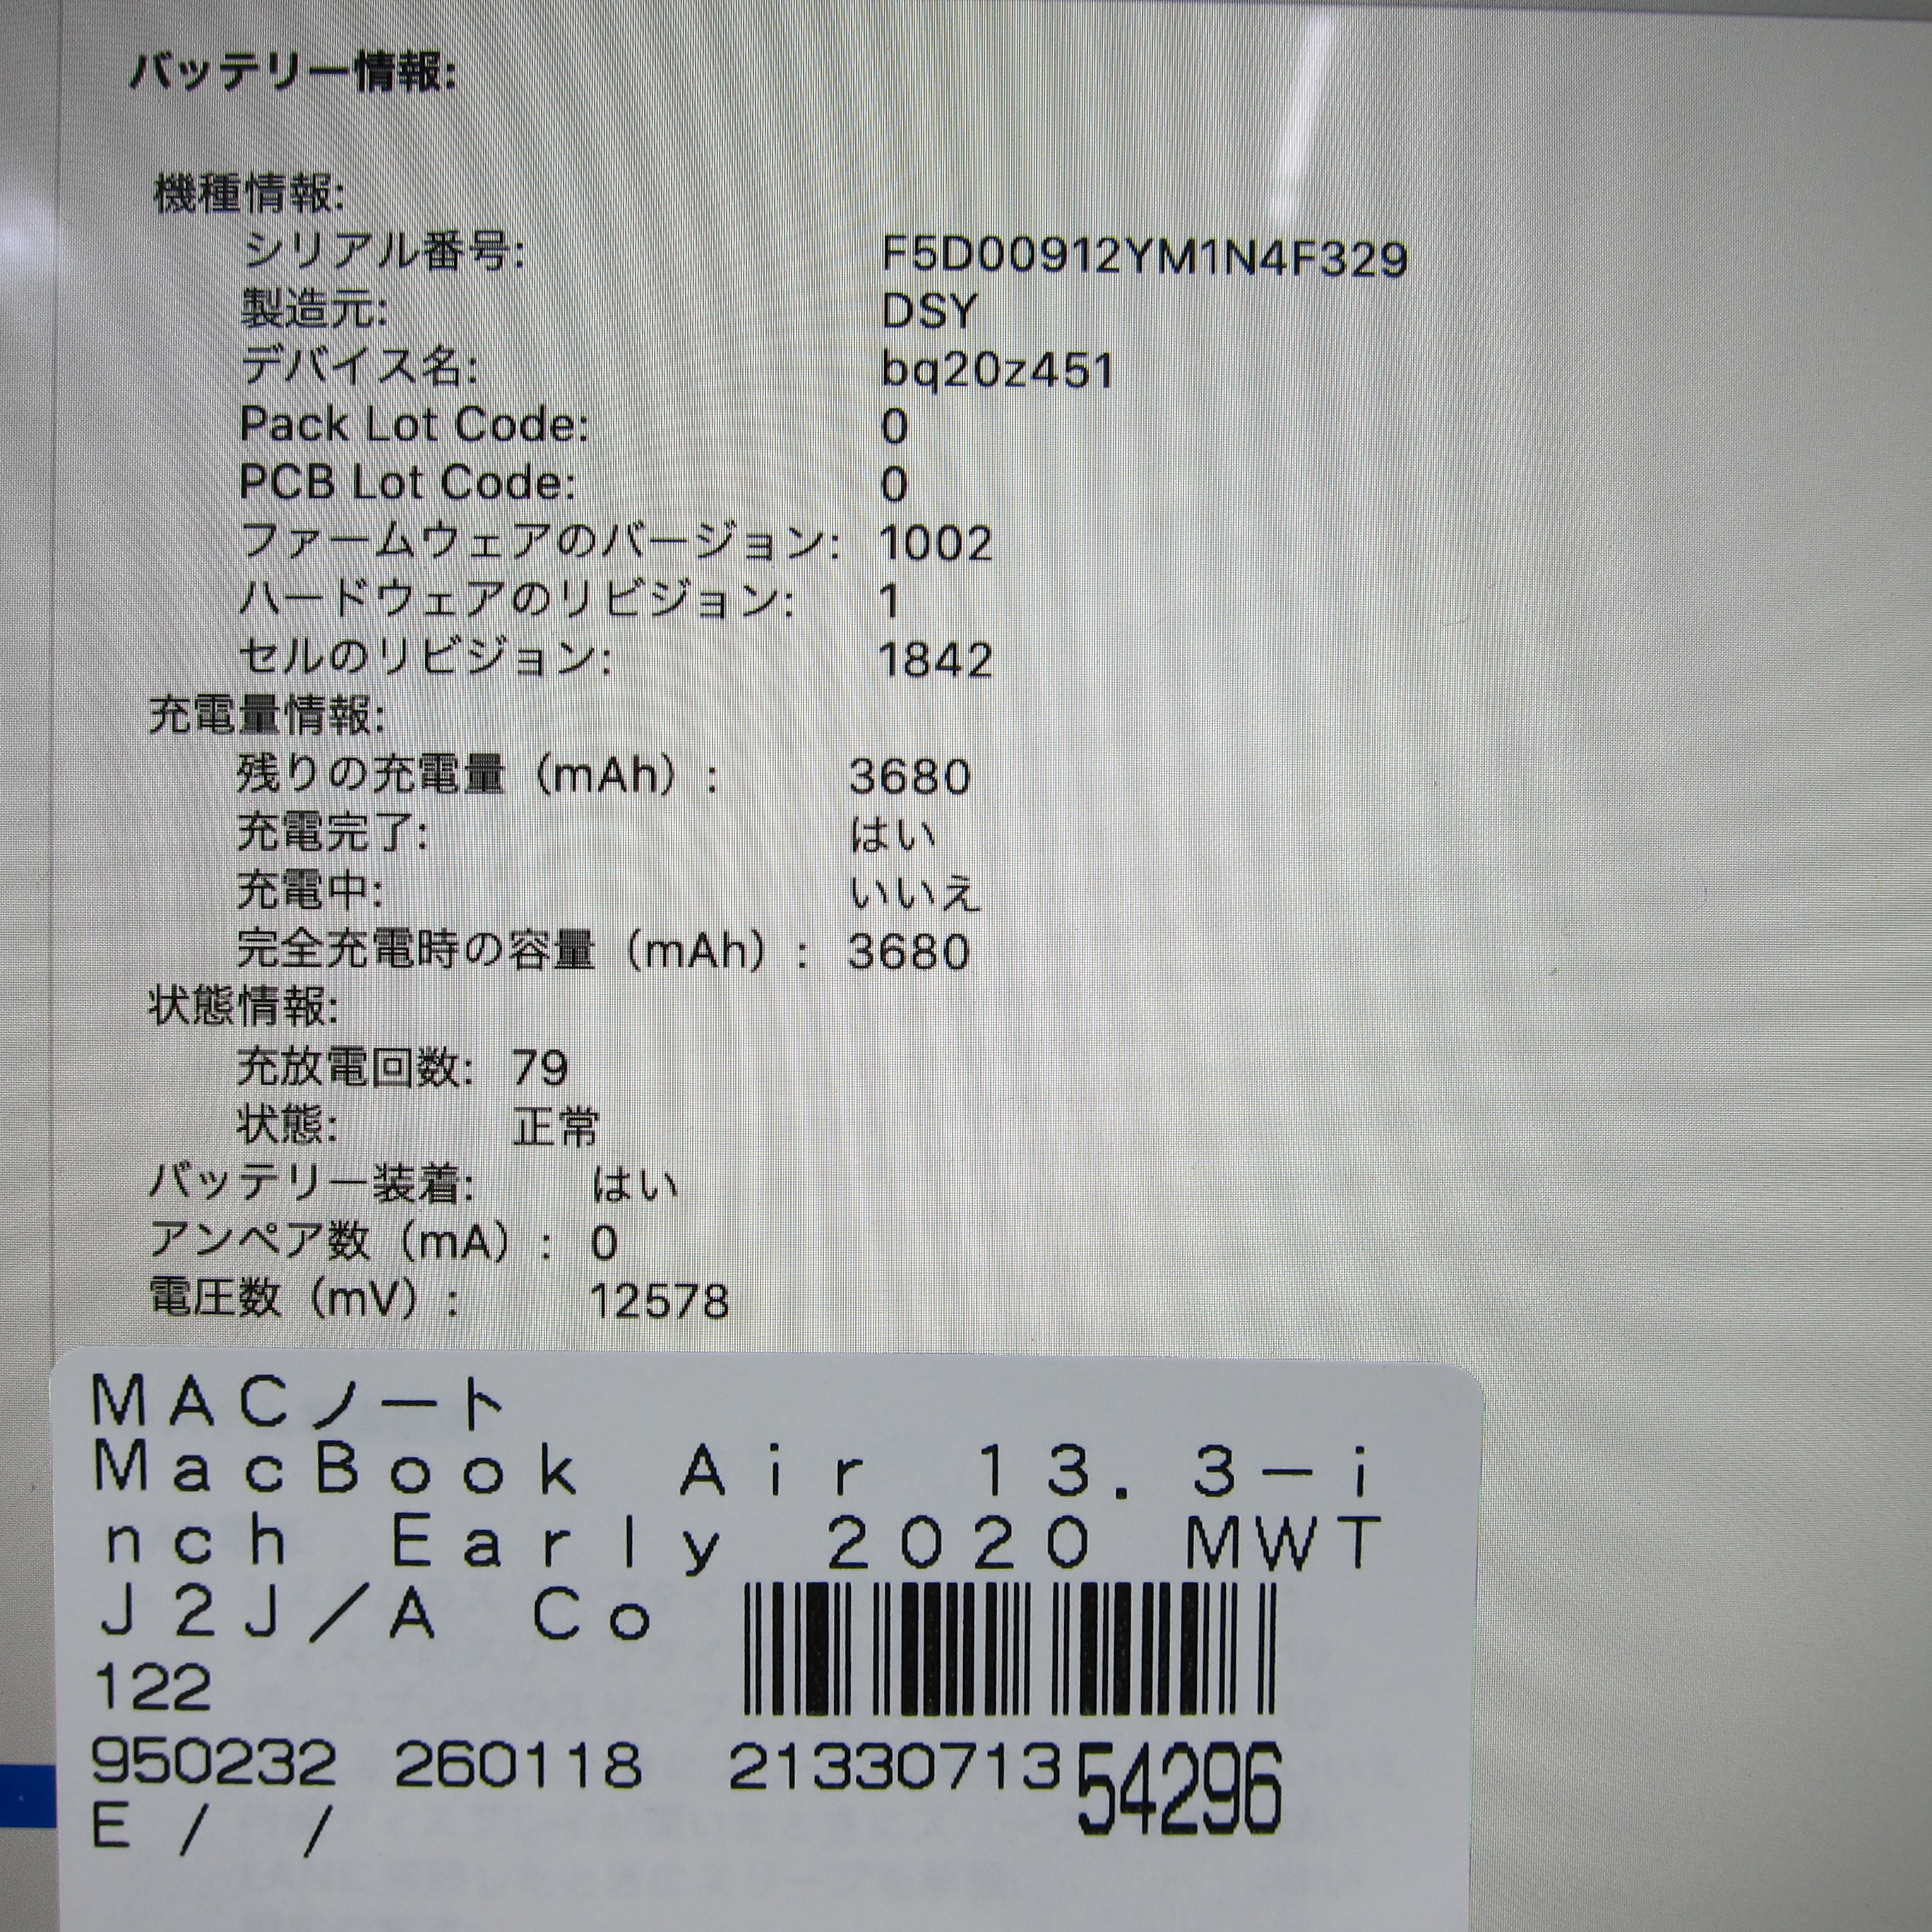 バッテリー情報:
機種情報:
シリアル番号: F5D00912YM1N4F329
製造元: DSY
デバイス名: bq20z451
Pack Lot Code: 0
PCB Lot Code: 0
ファームウェアのバージョン: 1002
ハードウェアのリビジョン: 1
セルのリビジョン: 1842
充電量情報:
残りの充電量（mAh）: 3680
充電完了: はい
充電中: いいえ
完全充電時の容量（mAh）: 3680
状態情報:
充放電回数: 79
状態: 正常
バッテリー装着: はい
アンペア数（mA）: 0
電圧数（mV）: 12578
MACノート
MacBook Air 13.3-i
nch Early 2020 MWT
J2J/A Co
122
950232 260118 2133071354296
E / /